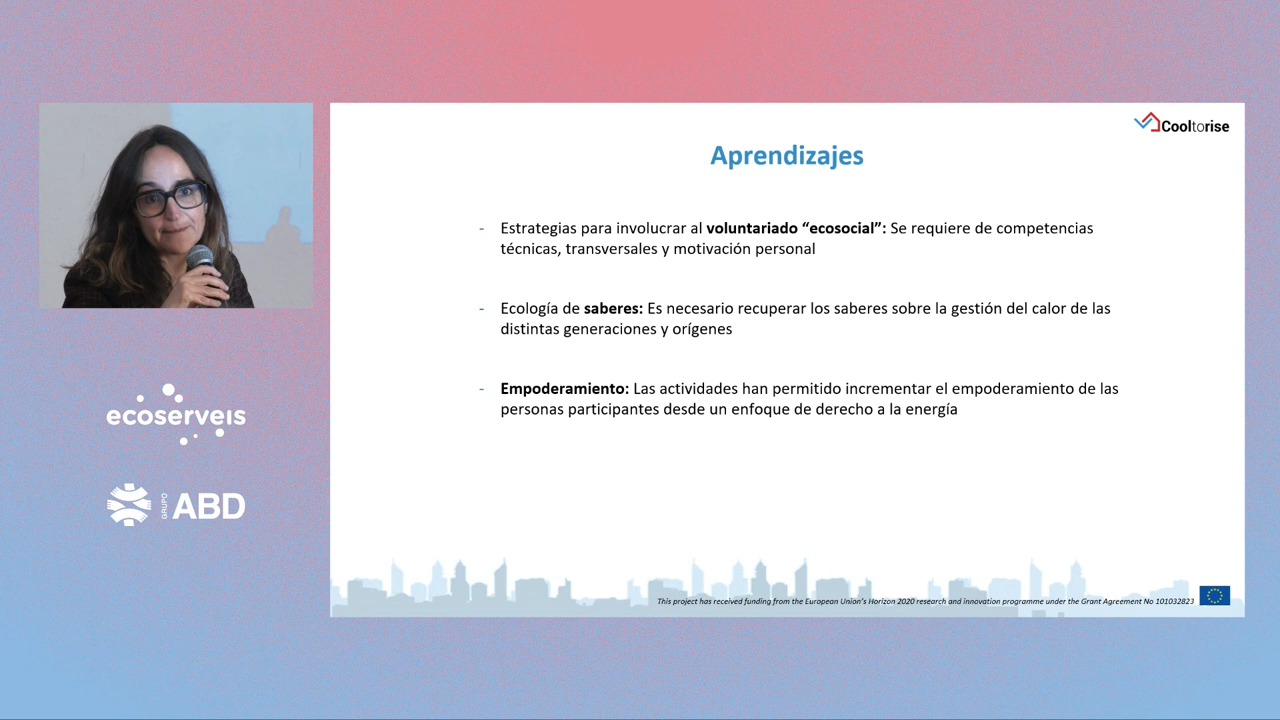 Cooltorise
Aprendizajes
- Estrategias para involucrar al voluntariado “ecosocial”: Se requiere de competencias
técnicas, transversales y motivación personal
- Ecología de saberes: Es necesario recuperar los saberes sobre la gestión del calor de las
distintas generaciones y orígenes
- Empoderamiento: Las actividades han permitido incrementar el empoderamiento de las
personas participantes desde un enfoque de derecho a la energía
This project has received funding from the European Union's Horizon 2020 research and innovation programme under the Grant Agreement No 101032823
ecoserveis
GRUPO ABD